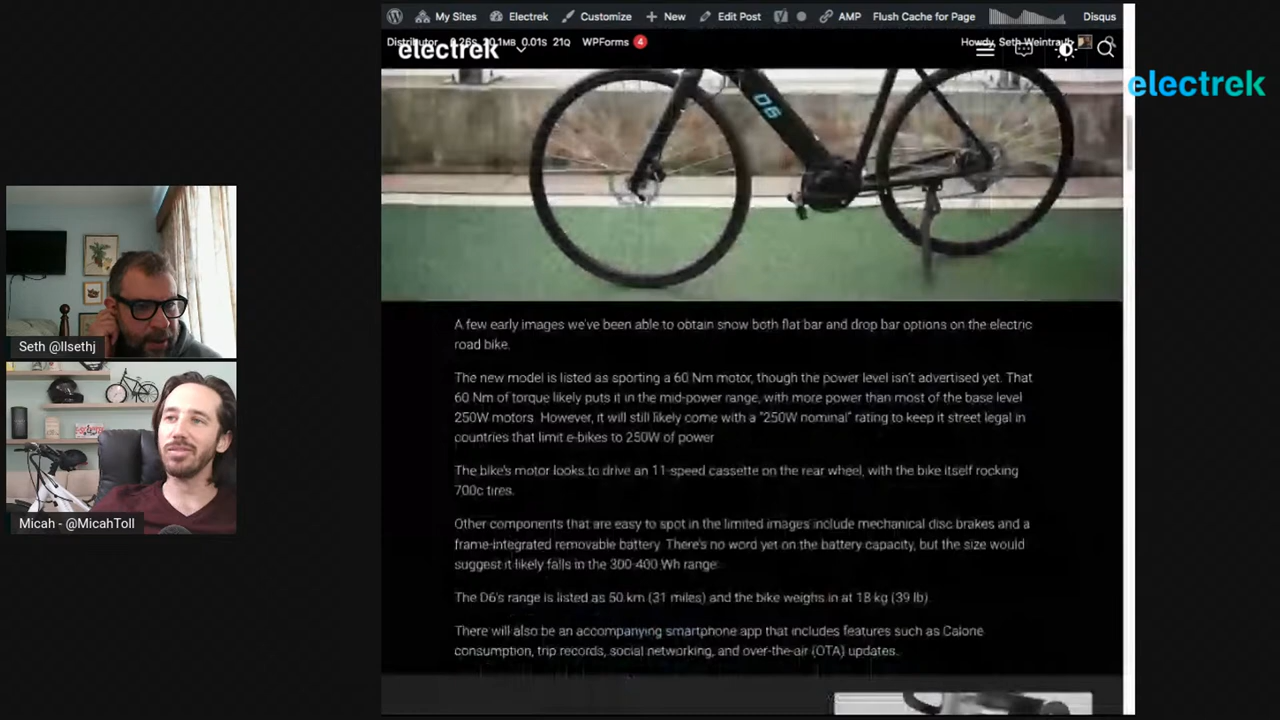 My Sites Electrek Customize New Edit Post AMP Flush Cache for Page Disqus
Distributor 0.26S 20.1MB 0.01S 21Q WPForms 4 Howdy, Seth Weintraub
electrek
electrek
D6
A few early images we've been able to obtain snow both flat bar and drop bar options on the electric
road bike.
The new model is listed as sporting a 60 Nm motor, though the power level isn't advertised yet. That
60 Nm of torque likely puts it in the mid-power range, with more power than most of the base level
250W motors. However, it will still likely come with a "250W nominal" rating to keep it street legal in
countries that limit e-bikes to 250W of power
The bike's motor looks to drive an 11-speed cassette on the rear wheel, with the bike itself rocking
700c tires.
Other components that are easy to spot in the limited images include mechanical disc brakes and a
frame-integrated removable battery. There's no word yet on the battery capacity, but the size would
suggest it likely falls in the 300-400 Wh range.
The D6's range is listed as 50 km (31 miles) and the bike weighs in at 18 kg (39 lb).
There will also be an accompanying smartphone app that includes features such as Calorie
consumption, trip records, social networking, and over-the-air (OTA) updates.
Seth @llsethj
Micah - @MicahToll